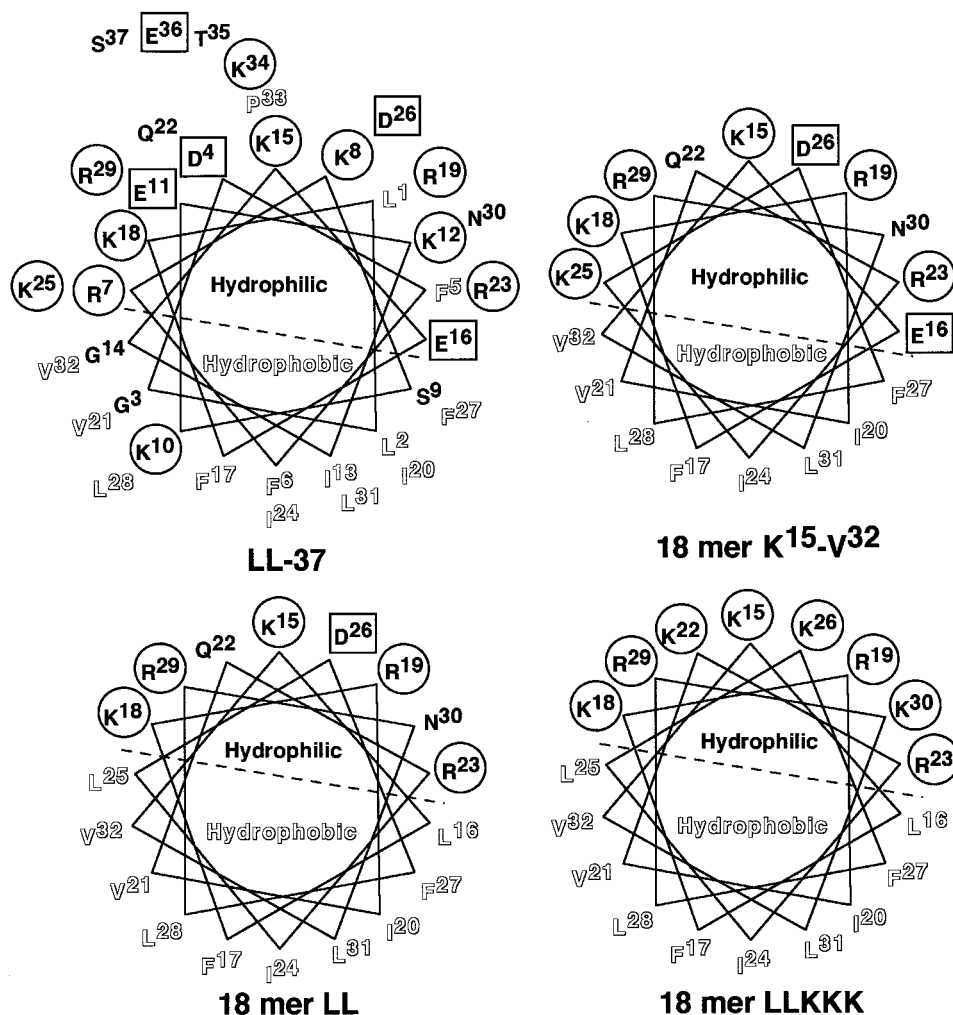 S37 E36 T35
K34
P33
Q22 D4 K15 K8 D26
R29 E11 L1 R19
K18 K12 N30
K25 R7 Hydrophilic F5 R23
V32 G14 Hydrophobic E16
V21 G3 S9 F27
K10 L2
L28 F17 F6 I13 I20
I24 L31
LL-37
K15
Q22 D26
R29 R19
K18 N30
K25 Hydrophilic R23
V32 Hydrophobic E16
V21 F27
L28 I20
F17 I24 L31
18 mer K15-V32
K15
Q22 D26
R29 R19
K18 N30
Hydrophilic
L25 R23
V32 Hydrophobic L16
V21 F27
L28 I20
F17 I24 L31
18 mer LL
K15
K22 K26
R29 R19
K18 K30
Hydrophilic
L25 R23
V32 Hydrophobic L16
V21 F27
L28 I20
F17 I24 L31
18 mer LLKKK